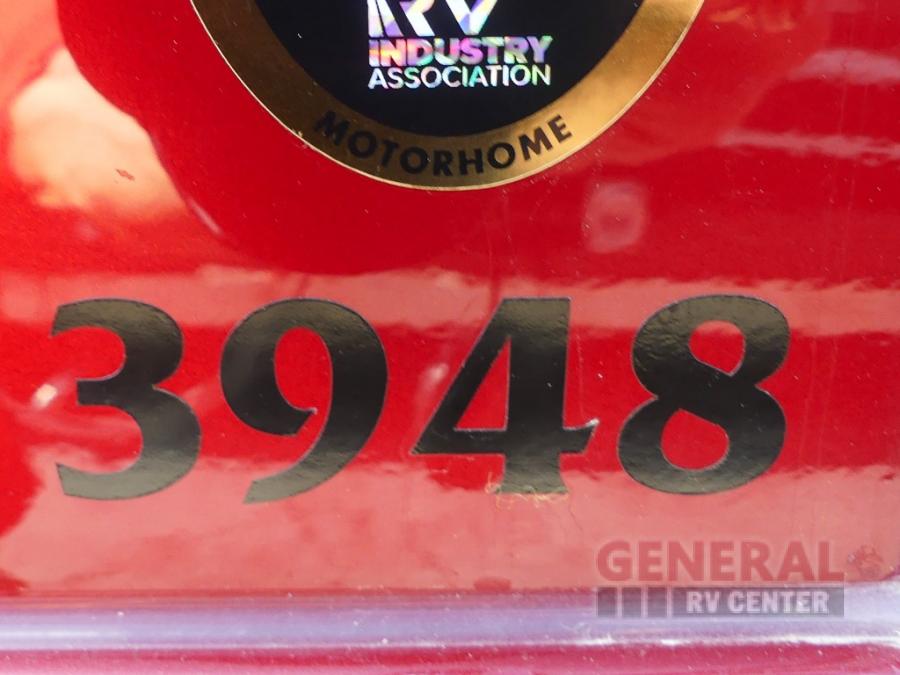 RV
INDUSTRY
ASSOCIATION
MOTORHOME
3948
GENERAL
RV CENTER